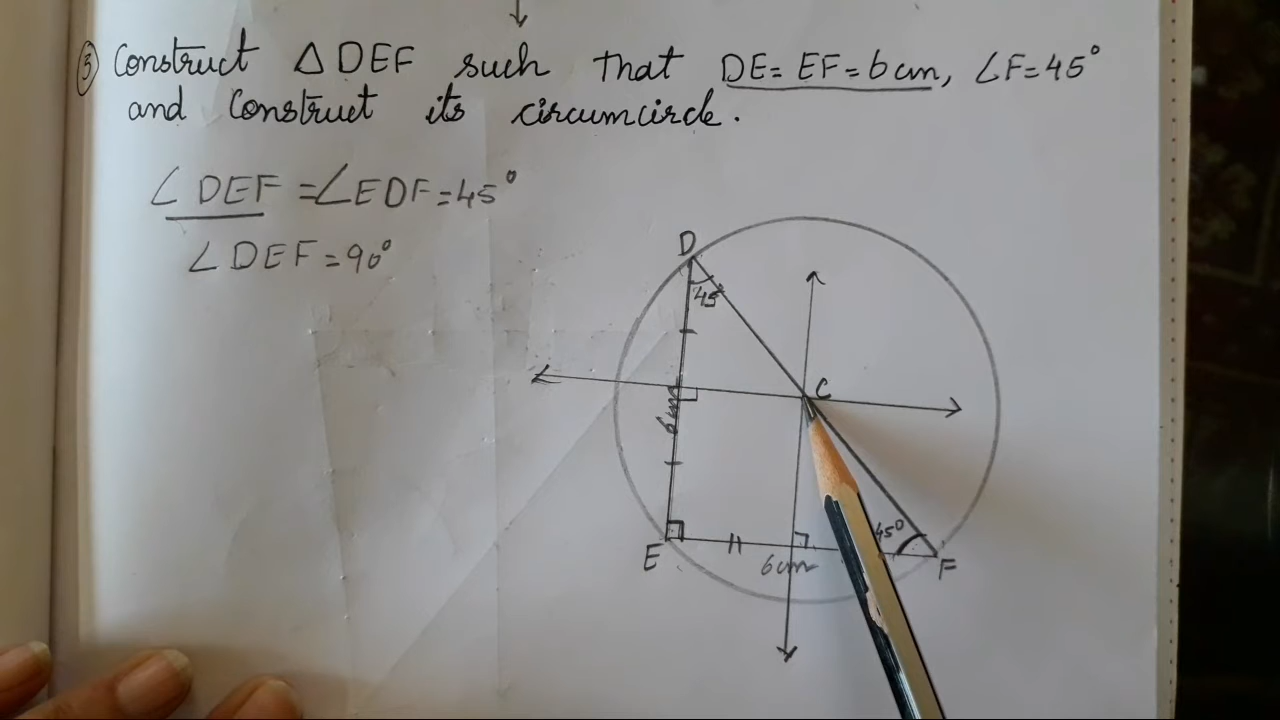 ③ Construct △DEF such that DE=EF=6cm, ∠F=45°
and Construct its circumcircle.
∠DEF=∠EDF=45°
∠DEF=90°
D
45
C
6cm
45°
E
6cm
F